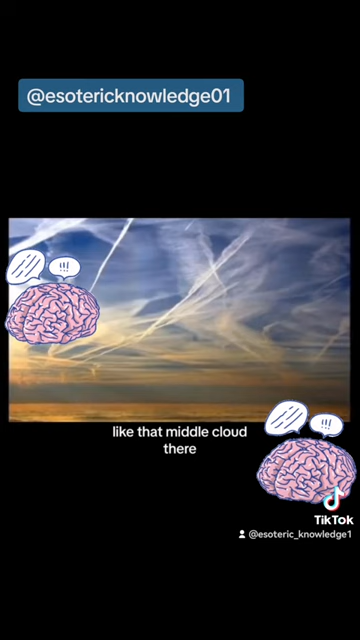 @esotericknowledge01
!!!
like that middle cloud
there
!!!
TikTok
@esoteric_knowledge1